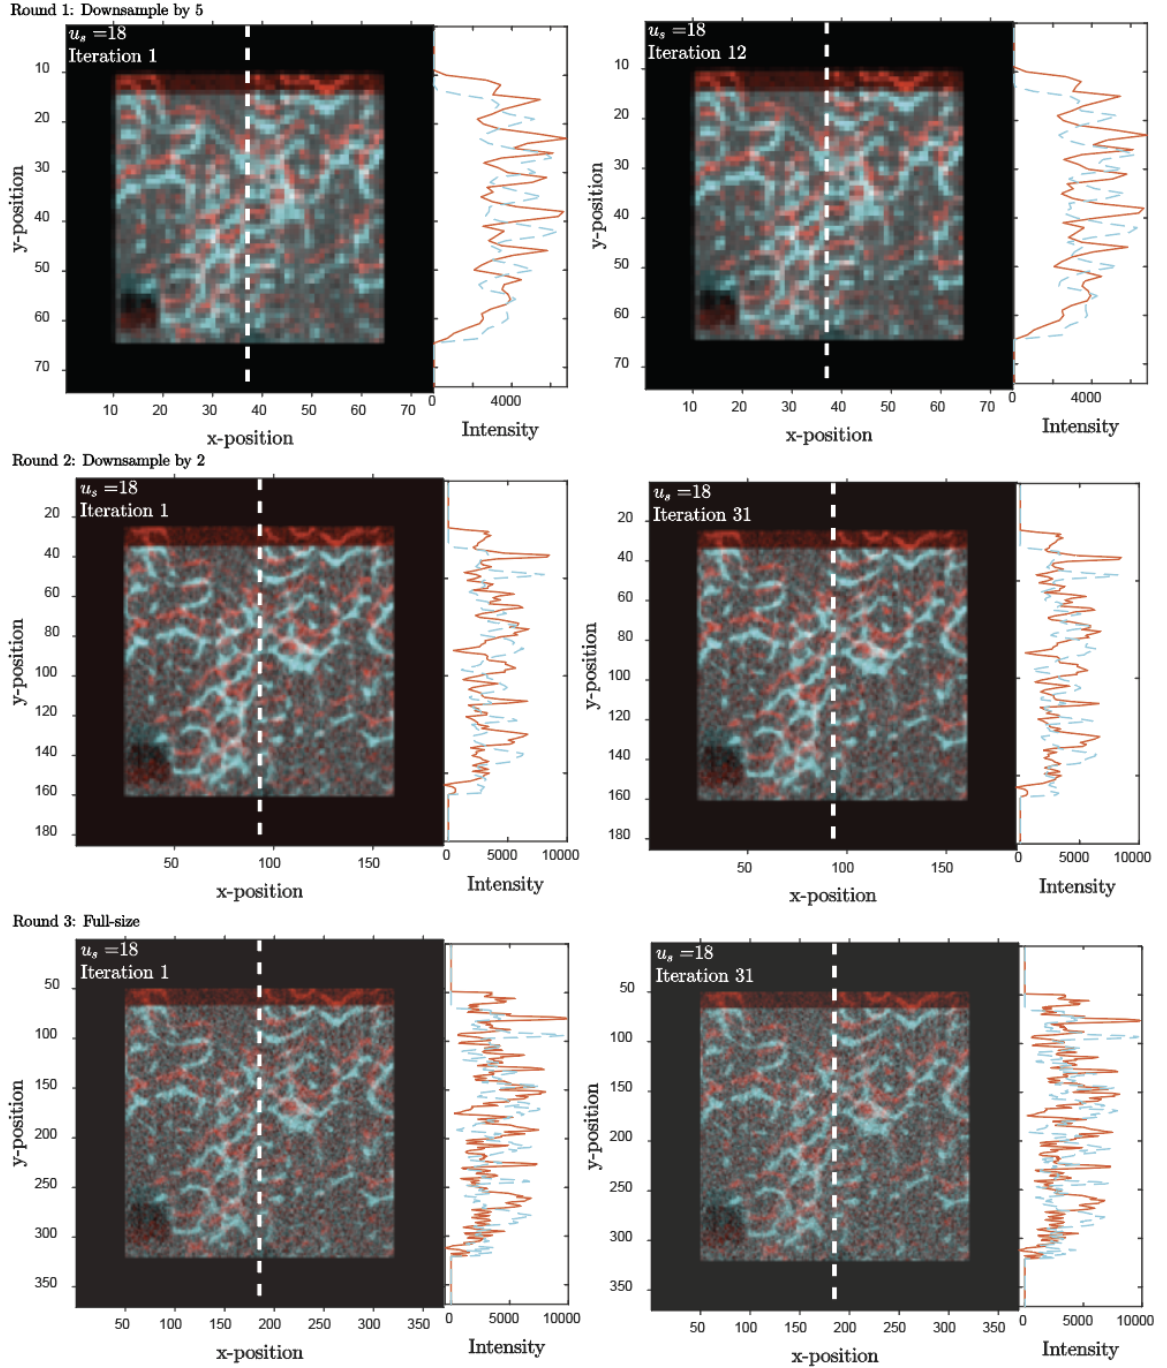 Round 1: Downsample by 5
u_s =18
Iteration 1
10
20
30
40
50
60
70
y-position
10 20 30 40 50 60 70
x-position
0 4000
Intensity
u_s =18
Iteration 12
10
20
30
40
50
60
70
y-position
10 20 30 40 50 60 70
x-position
0 4000
Intensity
Round 2: Downsample by 2
u_s =18
Iteration 1
20
40
60
80
100
120
140
160
180
y-position
50 100 150
x-position
0 5000 10000
Intensity
u_s =18
Iteration 31
20
40
60
80
100
120
140
160
180
y-position
50 100 150
x-position
0 5000 10000
Intensity
Round 3: Full-size
u_s =18
Iteration 1
50
100
150
200
250
300
350
y-position
50 100 150 200 250 300 350
x-position
0 5000 10000
Intensity
u_s =18
Iteration 31
50
100
150
200
250
300
350
y-position
50 100 150 200 250 300 350
x-position
0 5000 10000
Intensity